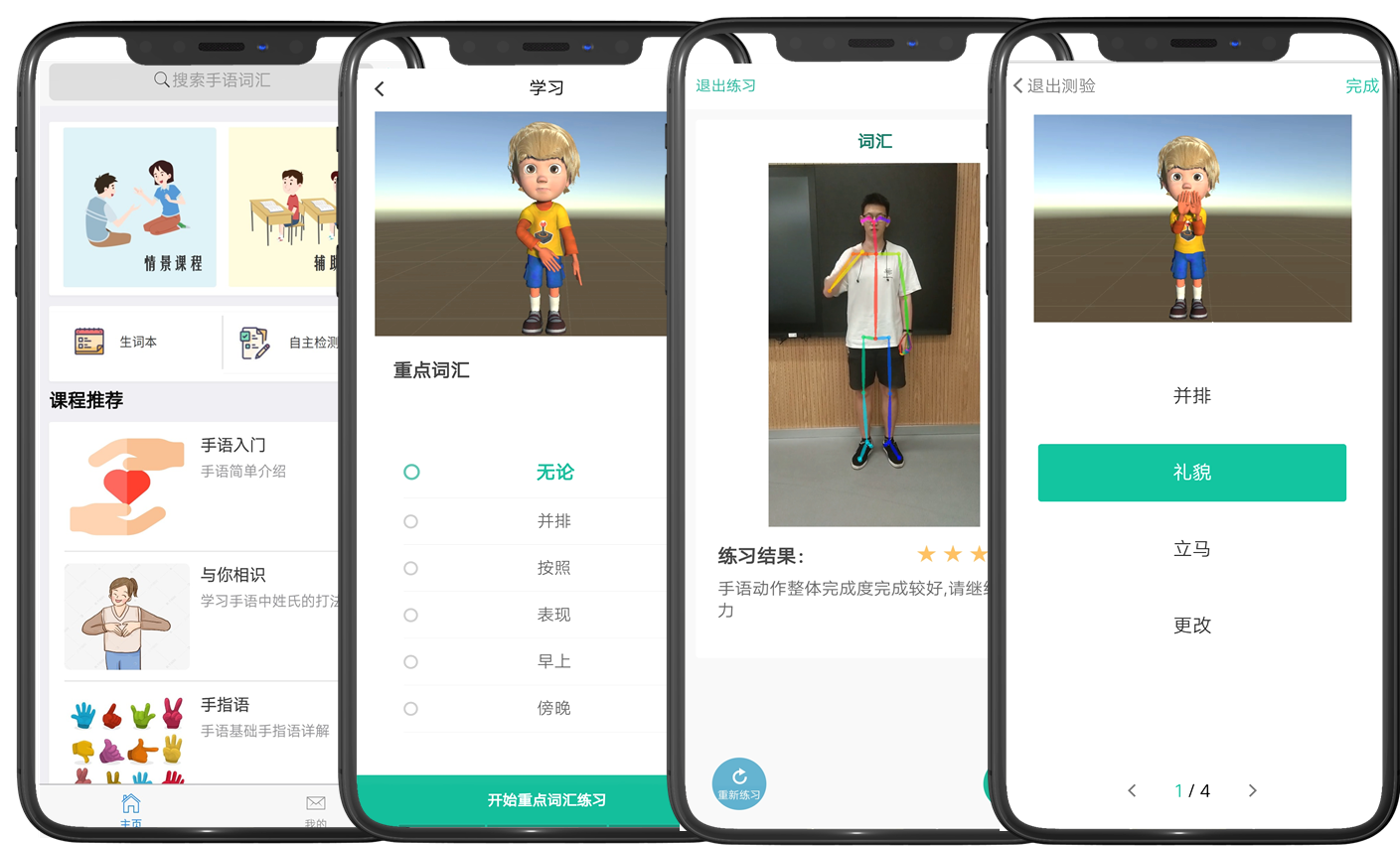 搜索手语词汇
情景课程
辅
生词本
自主检测
课程推荐
手语入门
手语简单介绍
与你相识
学习手语中姓氏的打法
手指语
手语基础手指语详解
主页
我的
学习
重点词汇
无论
并排
按照
表现
早上
傍晚
开始重点词汇练习
退出练习
词汇
练习结果:
手语动作整体完成度完成较好,请继
力
重新练习
退出测验
完成
并排
礼貌
立马
更改
1 / 4